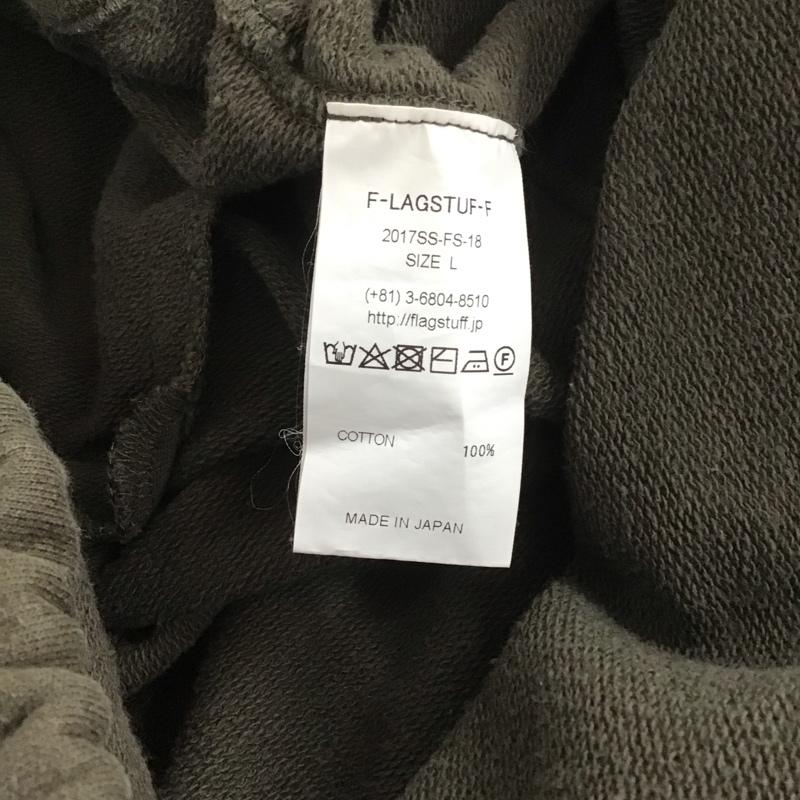 F-LAGSTUF-F
2017SS-FS-18
SIZE L
(+81) 3-6804-8510
http://flagstuff.jp
F
COTTON 100%
MADE IN JAPAN